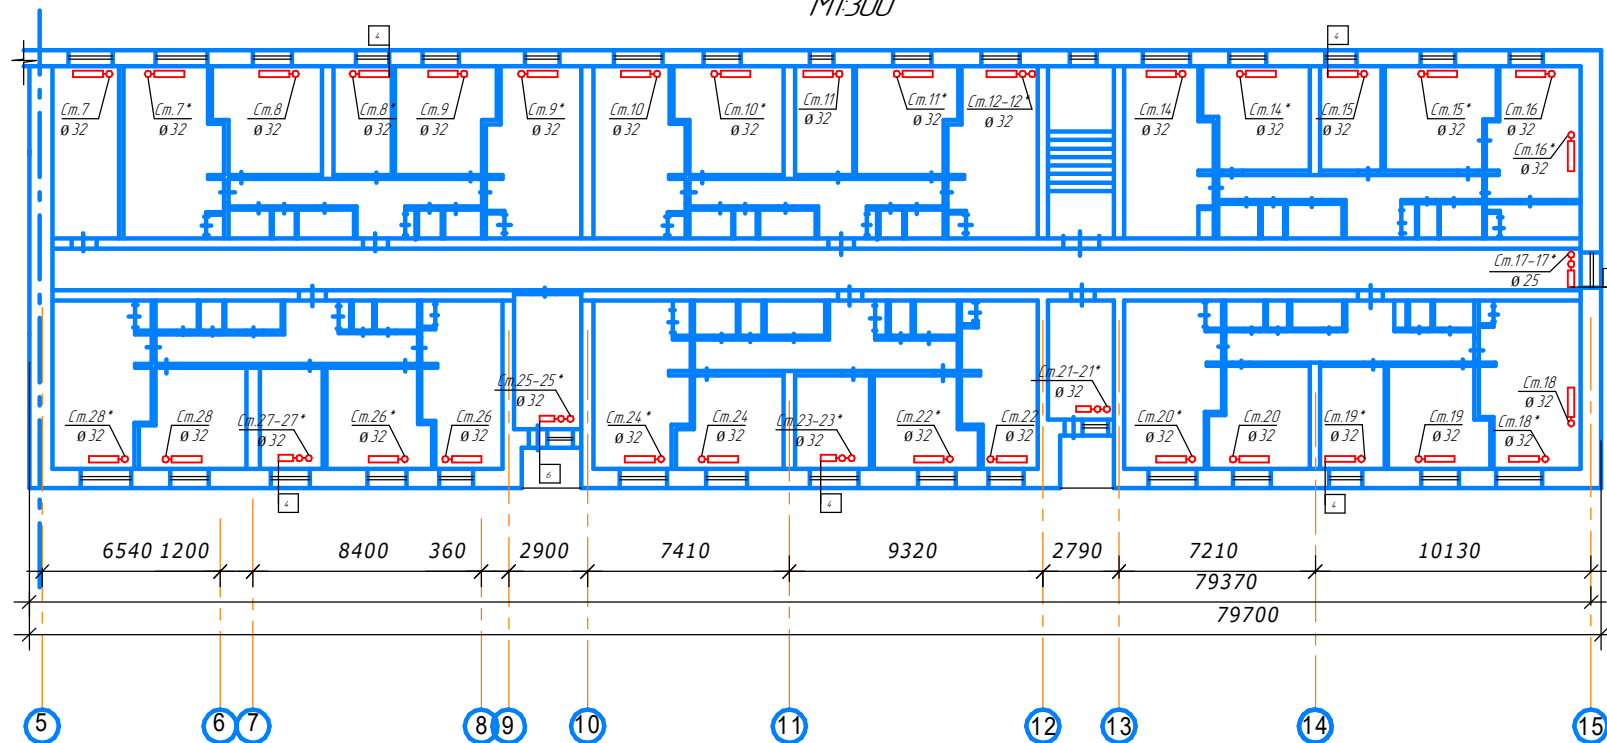 М1:300
4
4
Ст.7
Ø 32
Ст.7*
Ø 32
Ст.8
Ø 32
Ст.8*
Ø 32
Ст.9
Ø 32
Ст.9*
Ø 32
Ст.10
Ø 32
Ст.10*
Ø 32
Ст.11
Ø 32
Ст.11*
Ø 32
Ст.12-12*
Ø 32
Ст.14
Ø 32
Ст.14*
Ø 32
Ст.15
Ø 32
Ст.15*
Ø 32
Ст.16
Ø 32
Ст.16*
Ø 32
Ст.17-17*
Ø 25
Ст.28*
Ø 32
Ст.28
Ø 32
Ст.27-27*
Ø 32
Ст.26*
Ø 32
Ст.26
Ø 32
Ст.25-25*
Ø 32
Ст.24*
Ø 32
Ст.24
Ø 32
Ст.23-23*
Ø 32
Ст.22*
Ø 32
Ст.22
Ø 32
Ст.21-21*
Ø 32
Ст.20*
Ø 32
Ст.20
Ø 32
Ст.19*
Ø 32
Ст.19
Ø 32
Ст.18*
Ø 32
Ст.18
Ø 32
6
4
4
4
6540 1200 8400 360 2900 7410 9320 2790 7210 10130
79370
79700
5 6 7 8 9 10 11 12 13 14 15